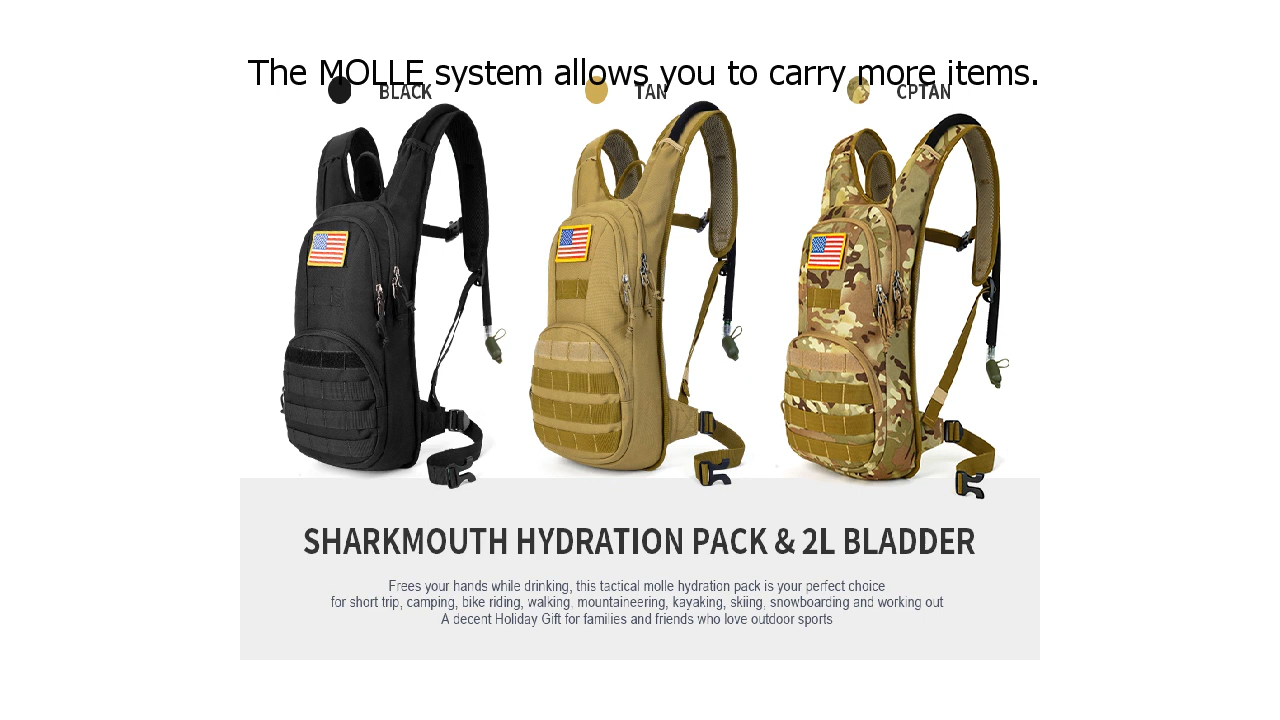 The MOLLE system allows you to carry more items.
BLACK TAN CPTAN
SHARKMOUTH HYDRATION PACK & 2L BLADDER
Frees your hands while drinking, this tactical molle hydration pack is your perfect choice
for short trip, camping, bike riding, walking, mountaineering, kayaking, skiing, snowboarding and working out
A decent Holiday Gift for families and friends who love outdoor sports